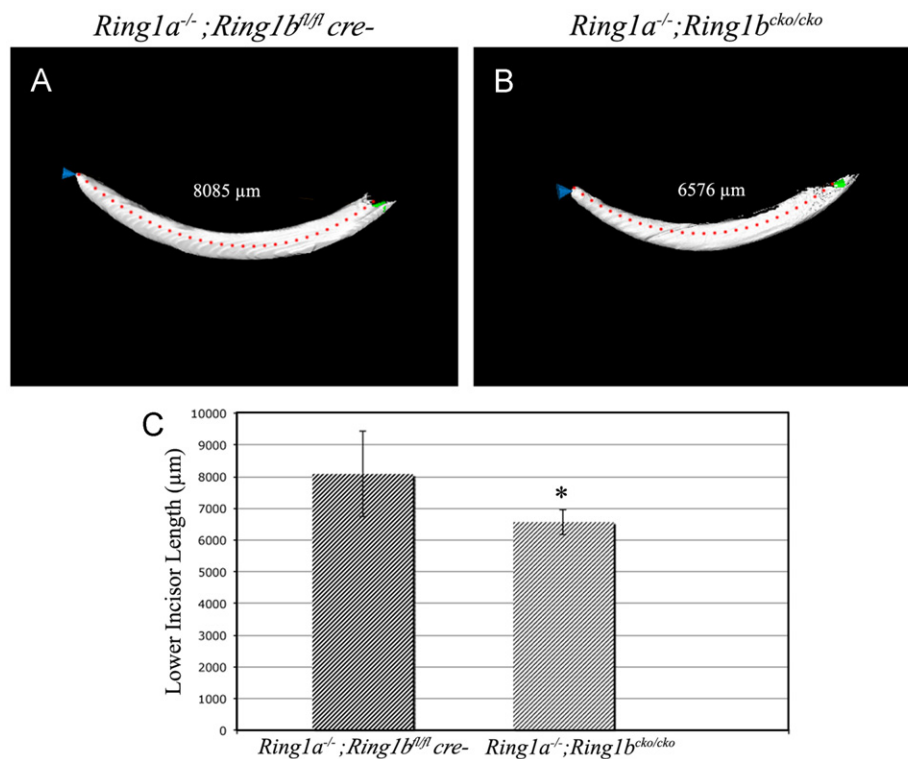 Ring1a-/-;Ring1bfl/fl cre-
Ring1a-/-;Ring1bcko/cko
A
8085 µm
B
6576 µm
C
Lower Incisor Length (µm)
10000
9000
8000
7000
6000
5000
4000
3000
2000
1000
0
*
Ring1a-/-;Ring1bfl/fl cre-
Ring1a-/-;Ring1bcko/cko